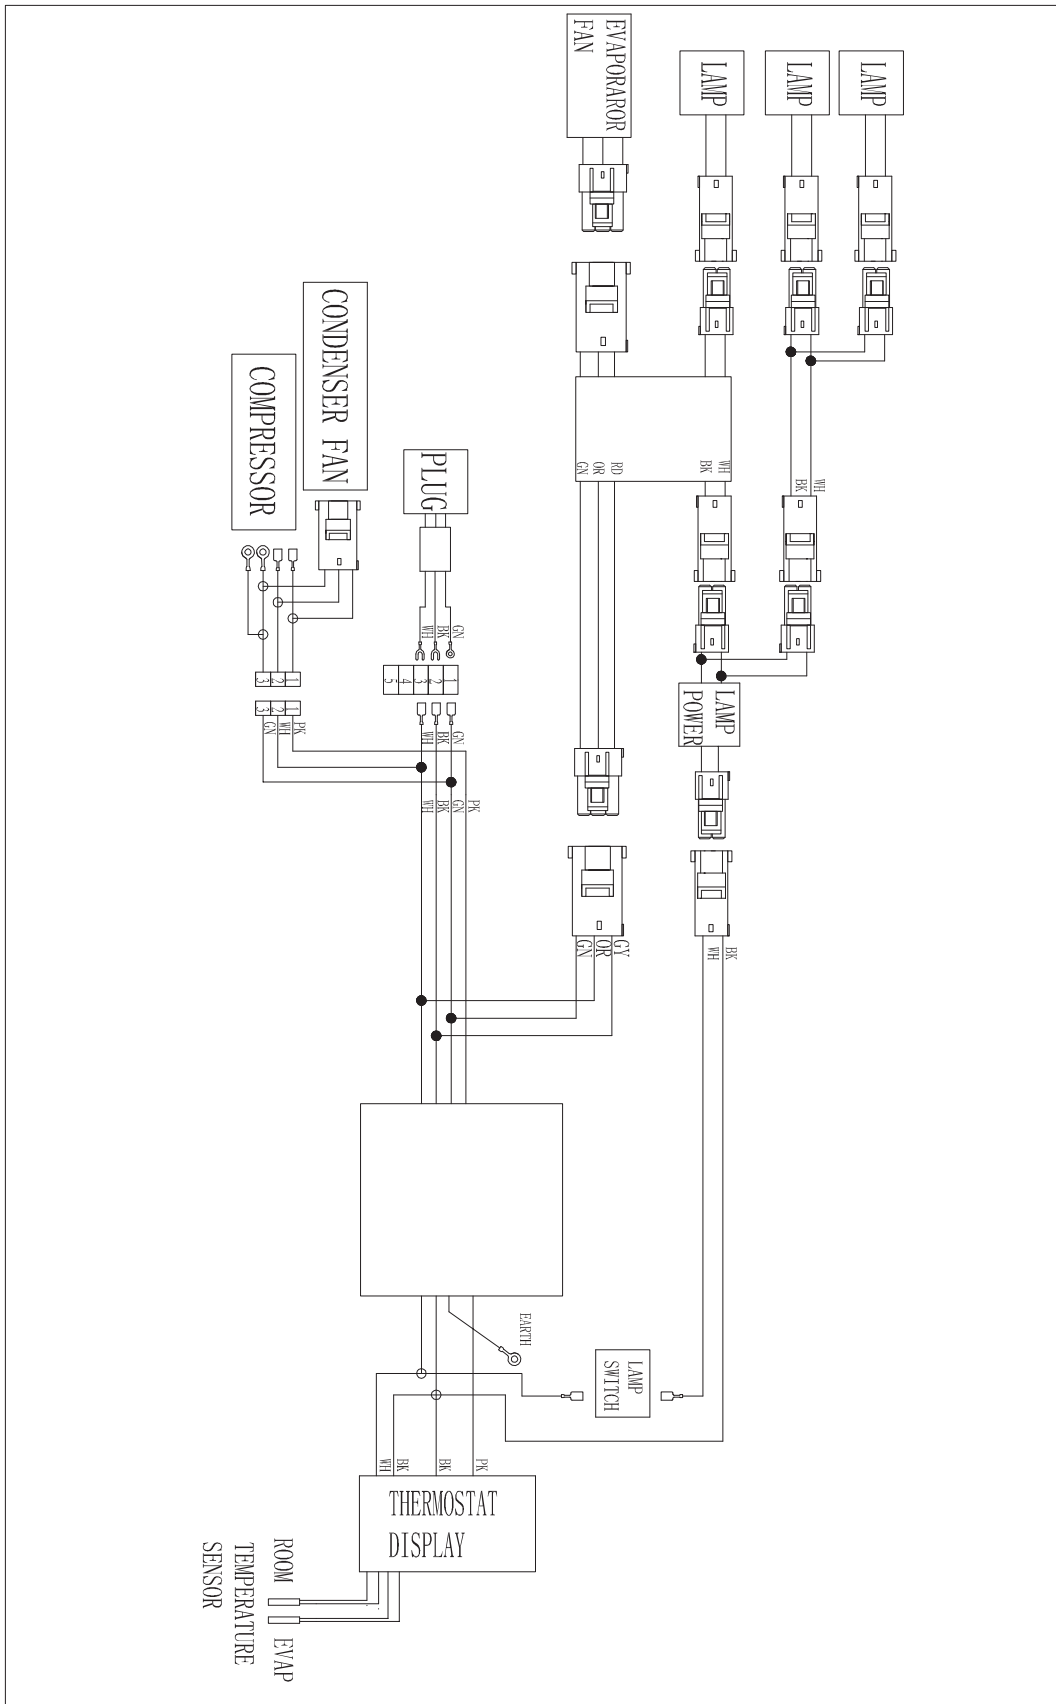 EVAPORAROR
FAN
LAMP
LAMP
LAMP
CONDENSER FAN
COMPRESSOR
PLUG
GN
OR
RD
BK
WH
BK
WH
WH
BK
GN
5
4
3
2
1
3
2
1
3
2
1
GN
WH
PK
WH
BK
GN
WH
BK
GN
PK
LAMP
POWER
GN
OR
GY
WH
BK
EARTH
LAMP
SWITCH
WH
BK
BK
PK
THERMOSTAT
DISPLAY
ROOM
EVAP
TEMPERATURE
SENSOR